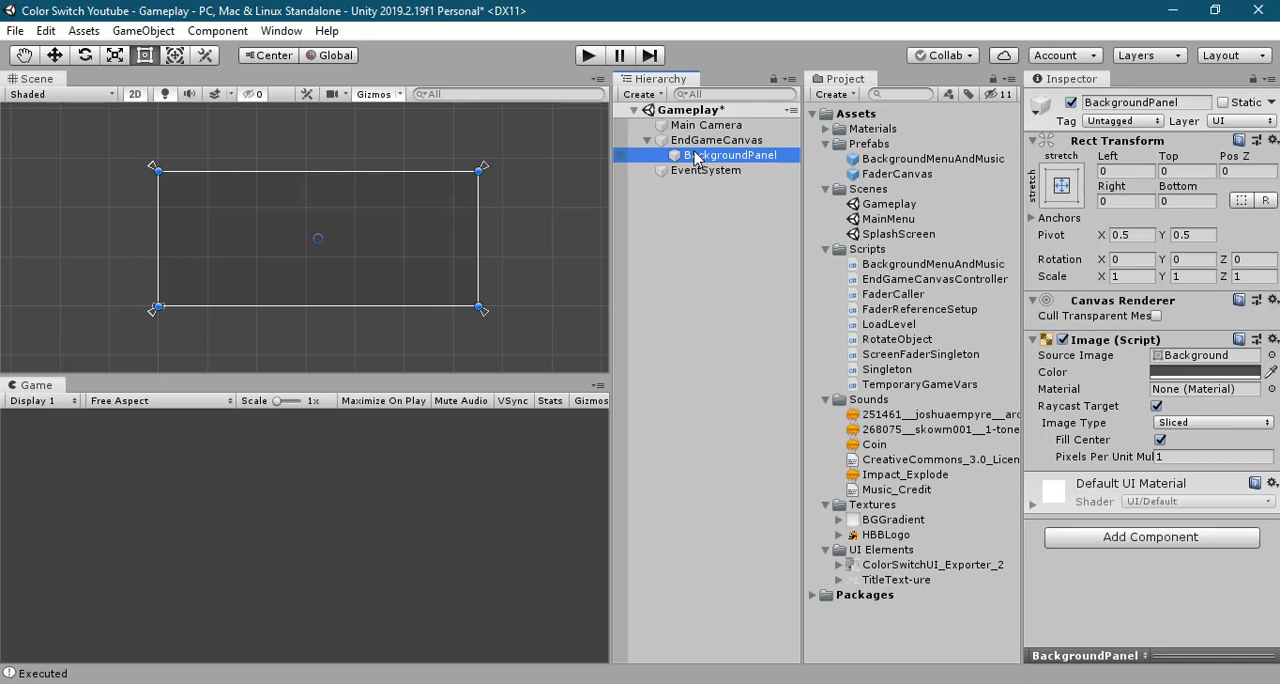 Color Switch Youtube - Gameplay - PC, Mac & Linux Standalone - Unity 2019.2.19f1 Personal* <DX11>
File Edit Assets GameObject Component Window Help
Center Global Collab Account Layers Layout
Scene
Shaded 2D 0 Gizmos All
Game
Display 1 Free Aspect Scale 1x Maximize On Play Mute Audio VSync Stats Gizmos
Executed
Hierarchy
Create All
Gameplay*
Main Camera
EndGameCanvas
BackgroundPanel
EventSystem
Project
Create 11
Assets
Materials
Prefabs
BackgroundMenuAndMusic
FaderCanvas
Scenes
Gameplay
MainMenu
SplashScreen
Scripts
BackgroundMenuAndMusic
EndGameCanvasController
FaderCaller
FaderReferenceSetup
LoadLevel
RotateObject
ScreenFaderSingleton
Singleton
TemporaryGameVars
Sounds
251461__joshuaempyre__arc
268075__skowm001__1-tone
Coin
CreativeCommons_3.0_Licen
Impact_Explode
Music_Credit
Textures
BGGradient
HBBLogo
UI Elements
ColorSwitchUI_Exporter_2
TitleText-ure
Packages
Inspector
BackgroundPanel Static
Tag Untagged Layer UI
Rect Transform
stretch Left Top Pos Z
stretch 0 0 0
Right Bottom
0 0 R
Anchors
Pivot X 0.5 Y 0.5
Rotation X 0 Y 0 Z 0
Scale X 1 Y 1 Z 1
Canvas Renderer
Cull Transparent Mes
Image (Script)
Source Image Background
Color
Material None (Material)
Raycast Target
Image Type Sliced
Fill Center
Pixels Per Unit Mul 1
Default UI Material
Shader UI/Default
Add Component
BackgroundPanel